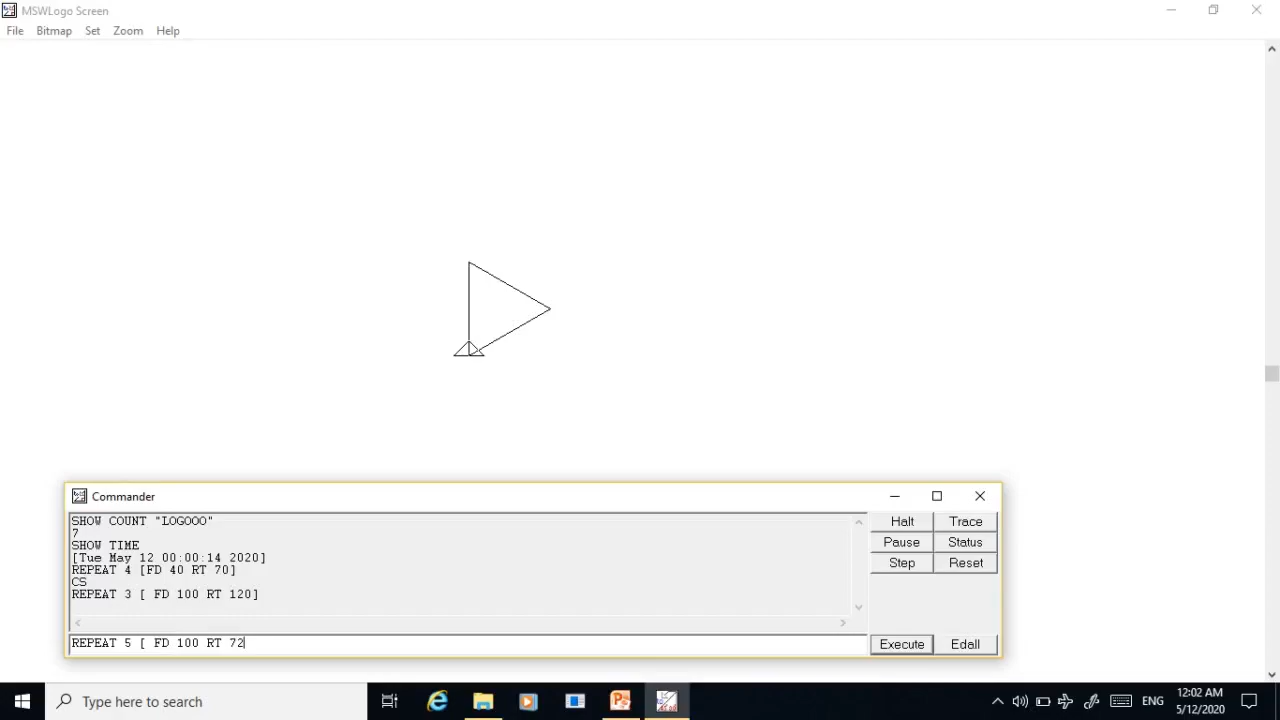 MSWLogo Screen
File Bitmap Set Zoom Help
Commander
SHOW COUNT "LOGOOO"
7
SHOW TIME
[Tue May 12 00:00:14 2020]
REPEAT 4 [FD 40 RT 70]
CS
REPEAT 3 [ FD 100 RT 120]
REPEAT 5 [ FD 100 RT 72
Halt Trace
Pause Status
Step Reset
Execute Edall
Type here to search
ENG
12:02 AM
5/12/2020